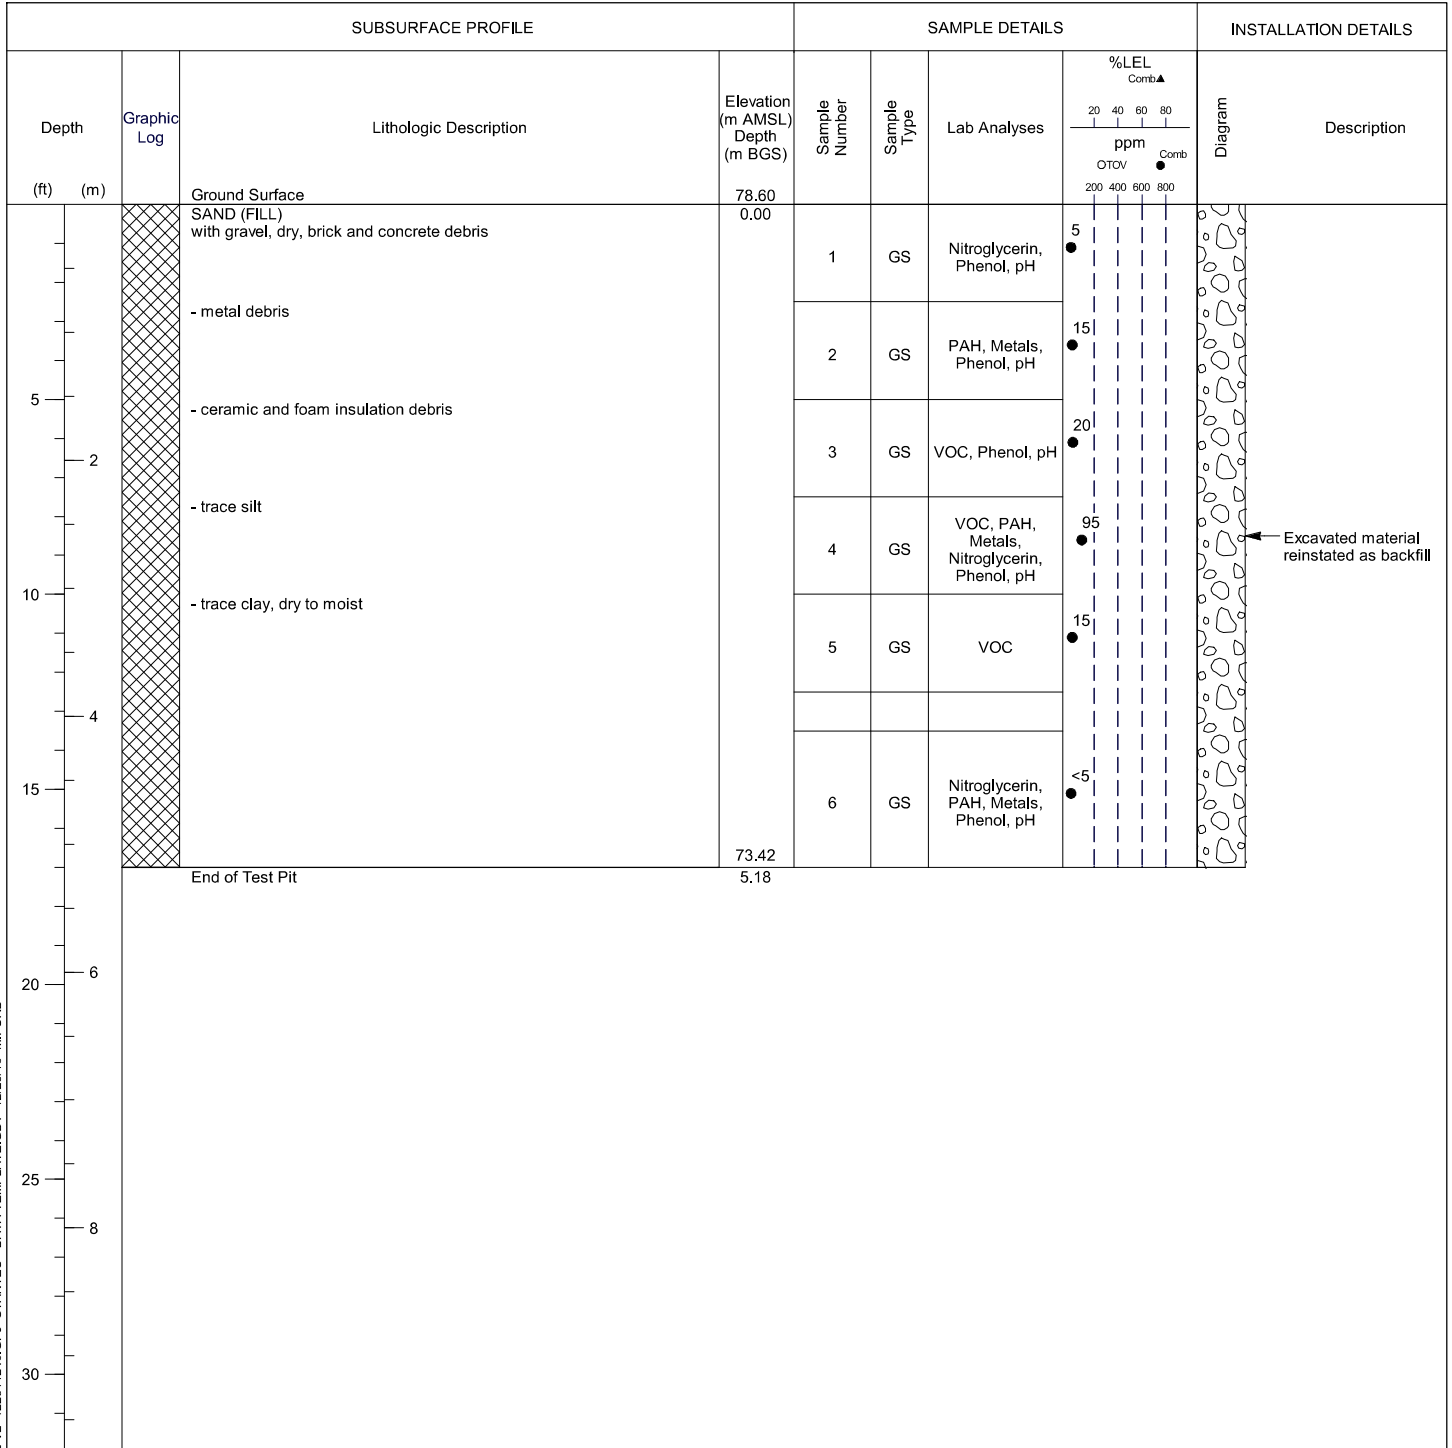 SUBSURFACE PROFILE
SAMPLE DETAILS
INSTALLATION DETAILS
Depth
(ft) (m)
Graphic
Log
Lithologic Description
Elevation
(m AMSL)
Depth
(m BGS)
Sample
Number
Sample
Type
Lab Analyses
%LEL
Comb▲
20 40 60 80
ppm
OTOV
● Comb
200 400 600 800
Diagram
Description
Ground Surface 78.60
SAND (FILL) 0.00
with gravel, dry, brick and concrete debris
- metal debris
- ceramic and foam insulation debris
- trace silt
- trace clay, dry to moist
73.42
End of Test Pit 5.18
5
2
10
4
15
6
20
25
8
30
1
GS
Nitroglycerin,
Phenol, pH
5
2
GS
PAH, Metals,
Phenol, pH
15
3
GS
VOC, Phenol, pH
20
4
GS
VOC, PAH,
Metals,
Nitroglycerin,
Phenol, pH
95
5
GS
VOC
15
6
GS
Nitroglycerin,
PAH, Metals,
Phenol, pH
<5
Excavated material
reinstated as backfill